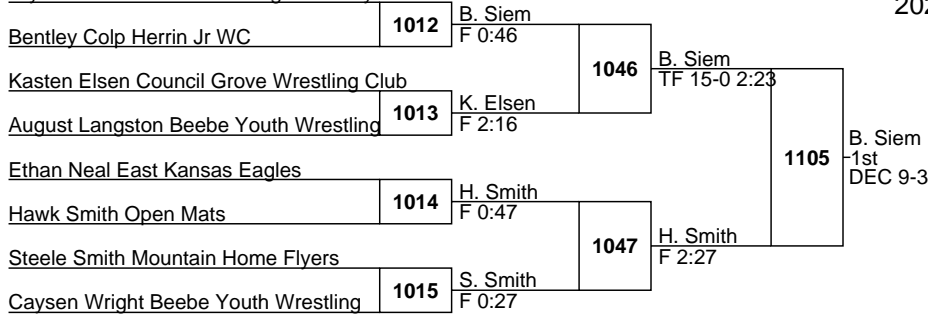 202
B. Siem
1012
Bentley Colp Herrin Jr WC
F 0:46
B. Siem
1046
TF 15-0 2:23
Kasten Elsen Council Grove Wrestling Club
K. Elsen
1013
August Langston Beebe Youth Wrestling
F 2:16
B. Siem
1105
1st
DEC 9-3
Ethan Neal East Kansas Eagles
H. Smith
1014
Hawk Smith Open Mats
F 0:47
H. Smith
1047
F 2:27
Steele Smith Mountain Home Flyers
S. Smith
1015
Caysen Wright Beebe Youth Wrestling
F 0:27